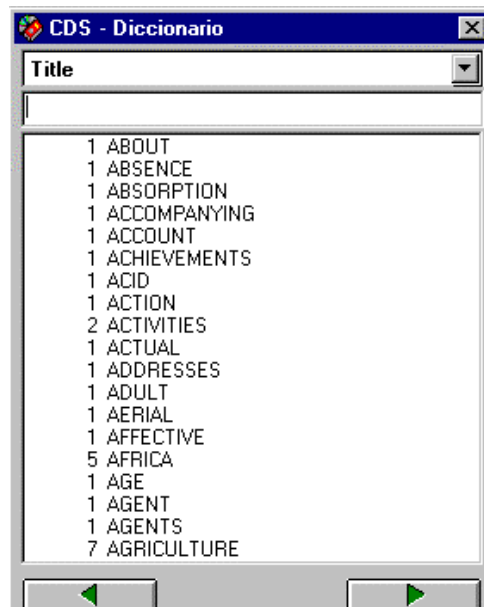 CDS - Diccionario
Title
1 ABOUT
1 ABSENCE
1 ABSORPTION
1 ACCOMPANYING
1 ACCOUNT
1 ACHIEVEMENTS
1 ACID
1 ACTION
2 ACTIVITIES
1 ACTUAL
1 ADDRESSES
1 ADULT
1 AERIAL
1 AFFECTIVE
5 AFRICA
1 AGE
1 AGENT
1 AGENTS
7 AGRICULTURE